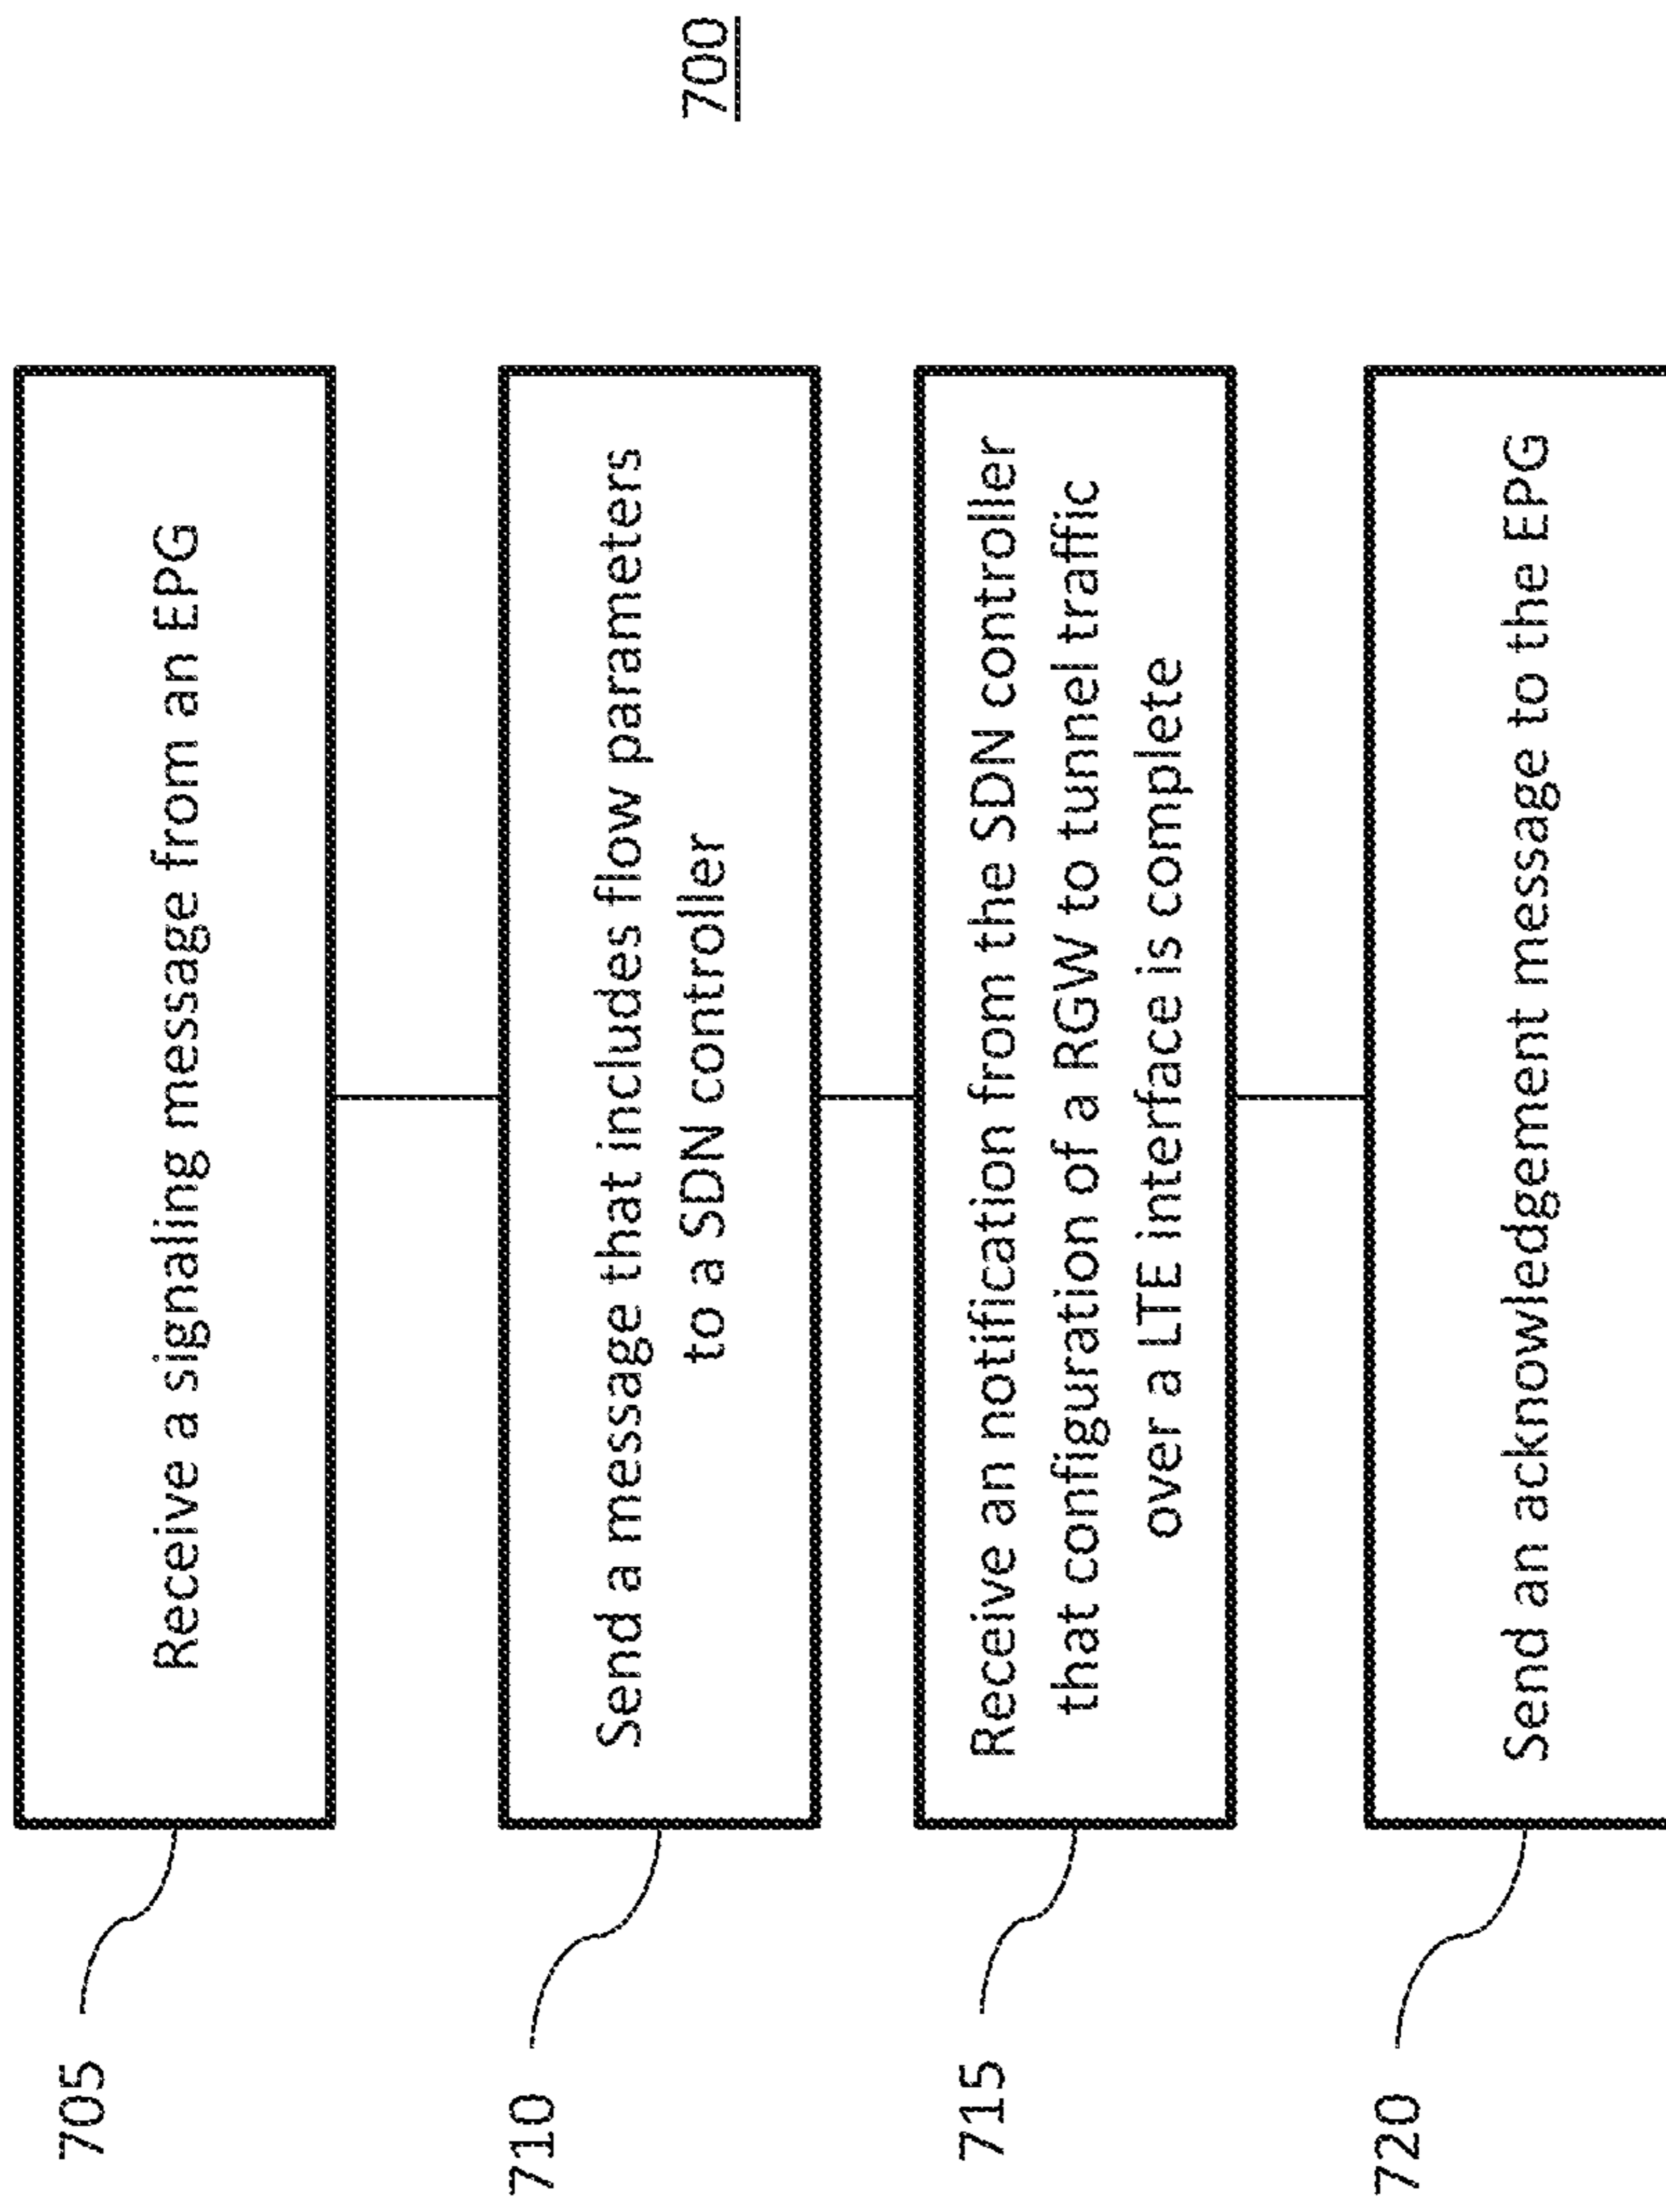 700
705
Receive a signaling message from an EPG
710
Send a message that includes flow parameters
to a SDN controller
715
Receive an notification from the SDN controller
that configuration of a RGW to tunnel traffic
over a LTE interface is complete
720
Send an acknowledgement message to the EPG